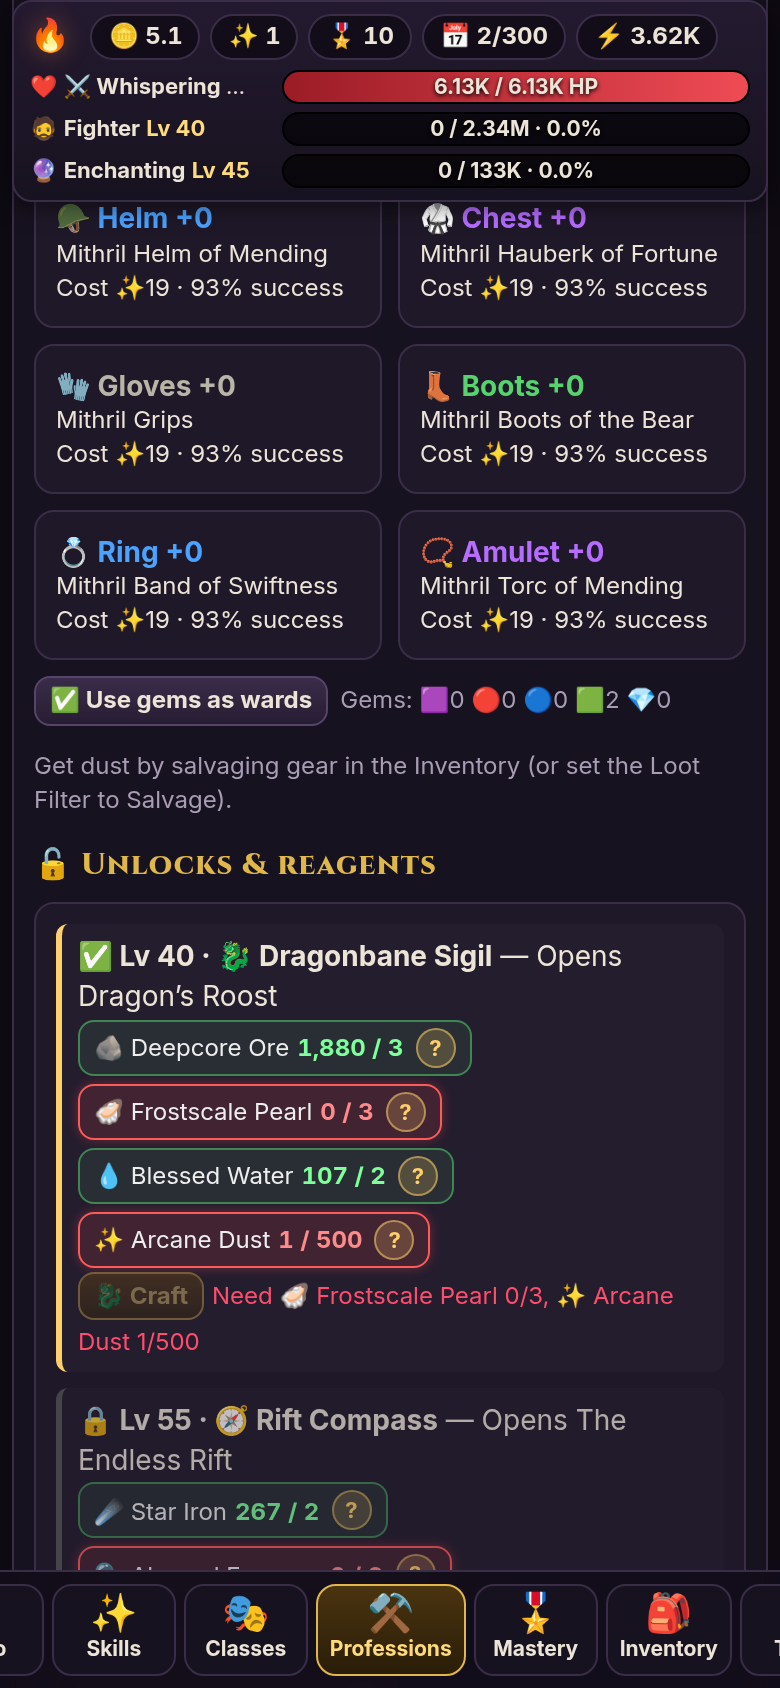 🔥 🪙 5.1 ✨ 1 🎖️ 10 📅 2/300 ⚡ 3.62K
❤️ ⚔️ Whispering ... 6.13K / 6.13K HP
🧔 Fighter Lv 40 0 / 2.34M · 0.0%
🔮 Enchanting Lv 45 0 / 133K · 0.0%
🪖 Helm +0
Mithril Helm of Mending
Cost ✨19 · 93% success
🥋 Chest +0
Mithril Hauberk of Fortune
Cost ✨19 · 93% success
🧤 Gloves +0
Mithril Grips
Cost ✨19 · 93% success
👢 Boots +0
Mithril Boots of the Bear
Cost ✨19 · 93% success
💍 Ring +0
Mithril Band of Swiftness
Cost ✨19 · 93% success
📿 Amulet +0
Mithril Torc of Mending
Cost ✨19 · 93% success
✅ Use gems as wards Gems: 🟪0 🔴0 🔵0 🟩2 💎0
Get dust by salvaging gear in the Inventory (or set the Loot
Filter to Salvage).
🔓 Unlocks & reagents
✅ Lv 40 · 🐉 Dragonbane Sigil — Opens
Dragon's Roost
🪨 Deepcore Ore 1,880 / 3 ?
🦪 Frostscale Pearl 0 / 3 ?
💧 Blessed Water 107 / 2 ?
✨ Arcane Dust 1 / 500 ?
🐉 Craft Need 🦪 Frostscale Pearl 0/3, ✨ Arcane
Dust 1/500
🔒 Lv 55 · 🧭 Rift Compass — Opens The
Endless Rift
☄️ Star Iron 267 / 2 ?
✨ Skills
🎭 Classes
⚒️ Professions
🎖️ Mastery
🎒 Inventory